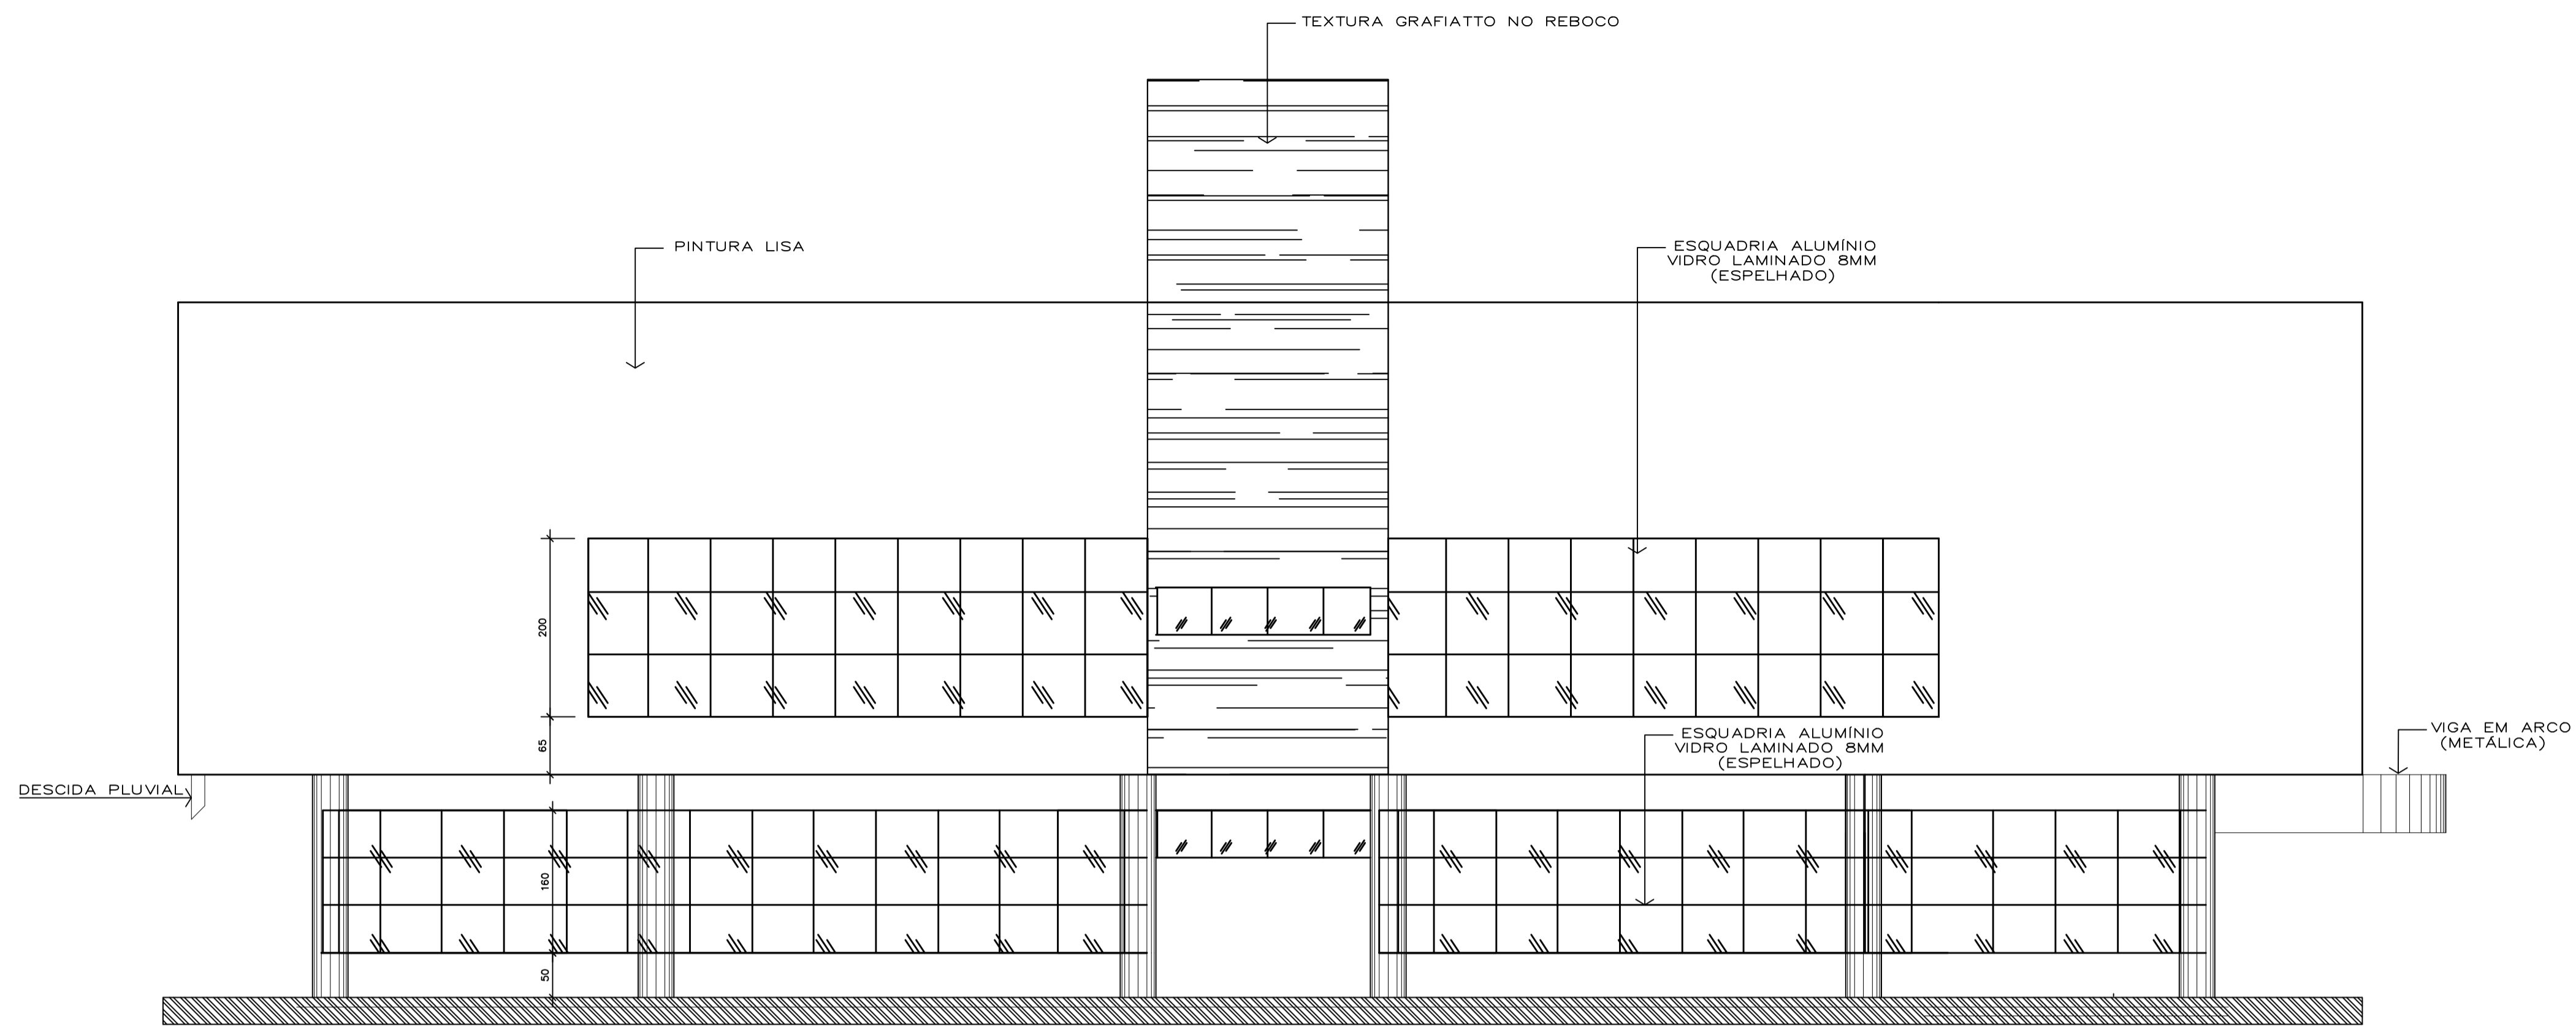 TEXTURA GRAFIATTO NO REBOCO
PINTURA LISA
ESQUADRIA ALUMÍNIO
VIDRO LAMINADO 8MM
(ESPELHADO)
200
65
ESQUADRIA ALUMÍNIO
VIDRO LAMINADO 8MM
(ESPELHADO)
VIGA EM ARCO
(METÁLICA)
DESCIDA PLUVIAL
160
50